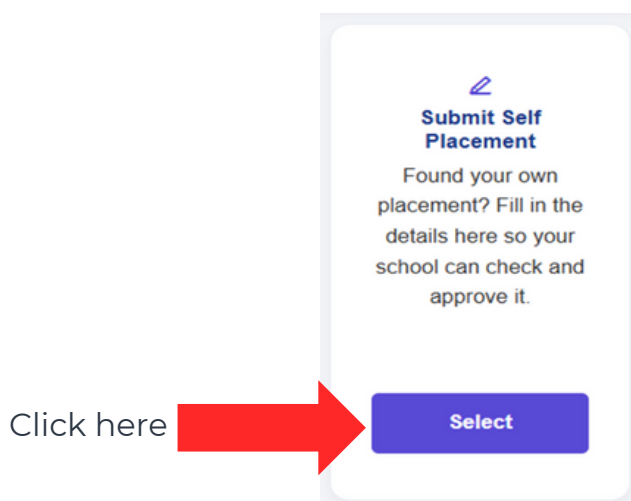 Submit Self
Placement
Found your own
placement? Fill in the
details here so your
school can check and
approve it.
Click here
Select